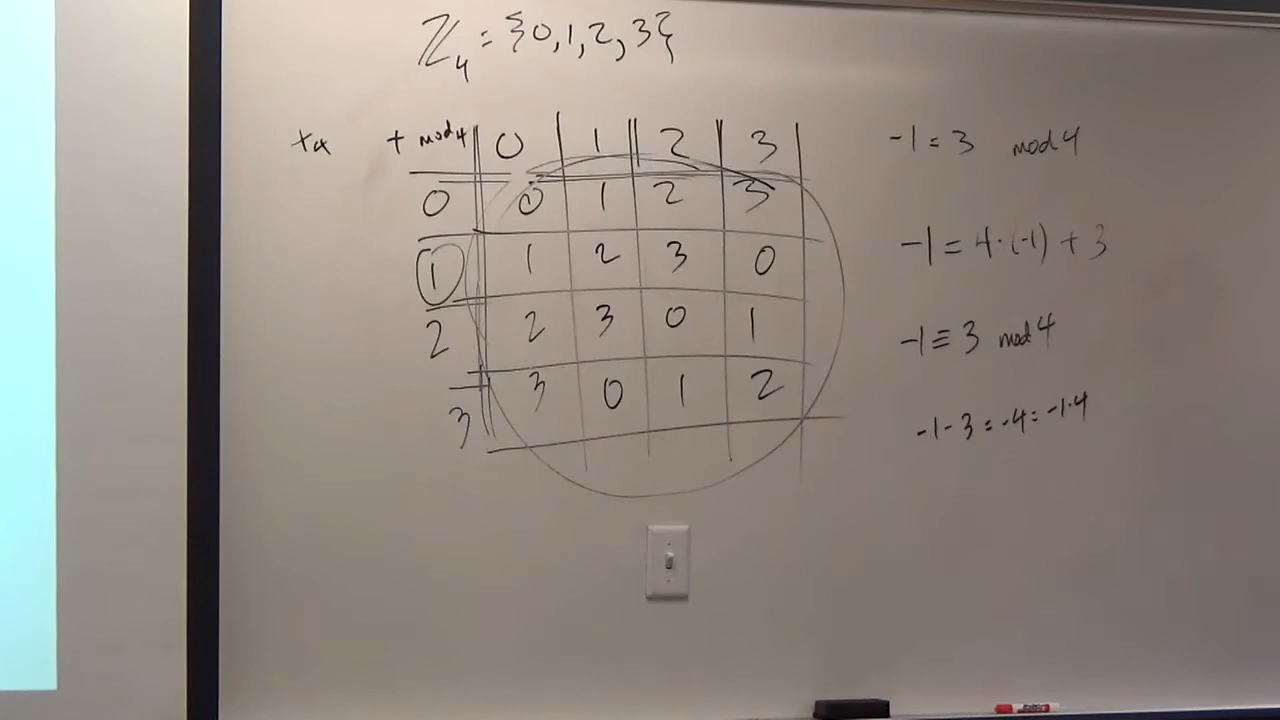 ℤ₄ = {0, 1, 2, 3}
+₄ + mod 4 0 1 2 3
0 0 1 2 3
1 1 2 3 0
2 2 3 0 1
3 3 0 1 2
-1 = 3 mod 4
-1 = 4·(-1) + 3
-1 ≡ 3 mod 4
-1-3 = -4 = -1·4